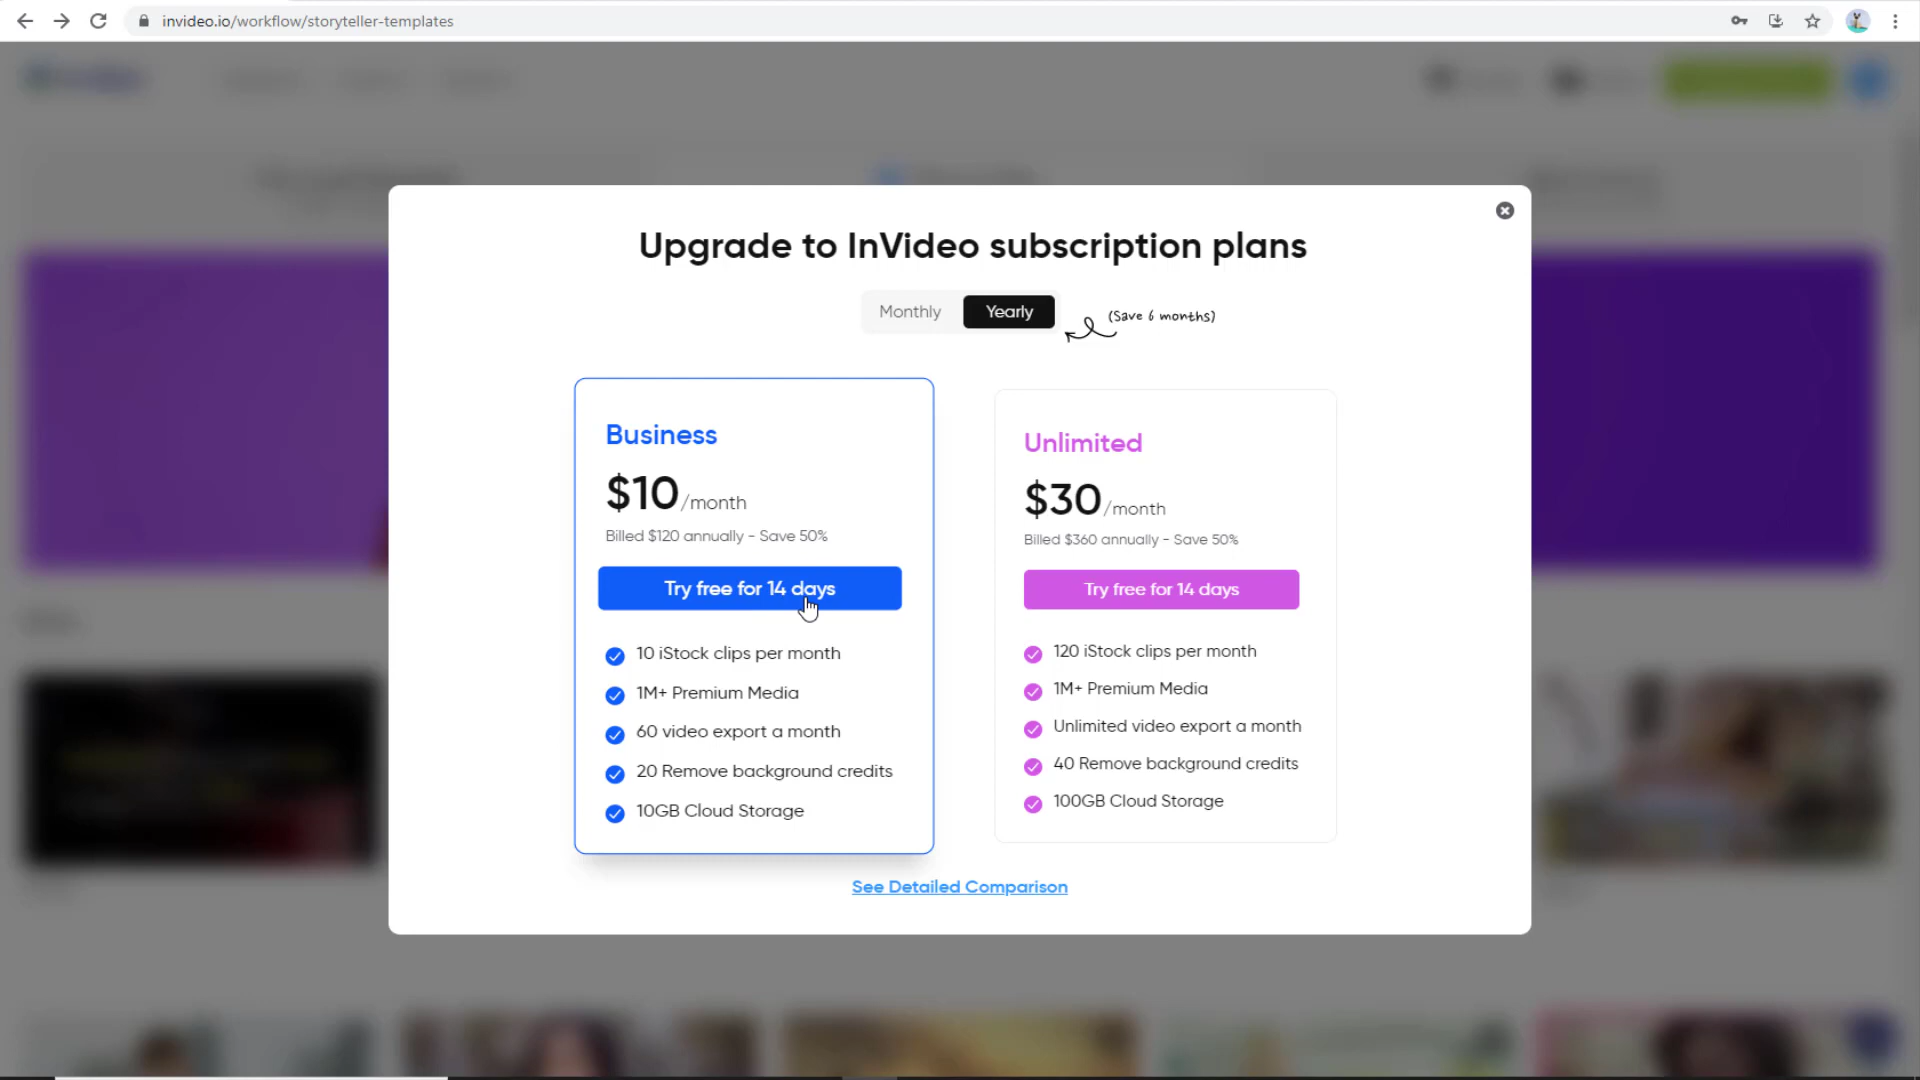 invideo.io/workflow/storyteller-templates
Upgrade to InVideo subscription plans
Monthly
Yearly
(Save 6 months)
Business
$10/month
Billed $120 annually - Save 50%
Try free for 14 days
10 iStock clips per month
1M+ Premium Media
60 video export a month
20 Remove background credits
10GB Cloud Storage
Unlimited
$30/month
Billed $360 annually - Save 50%
Try free for 14 days
120 iStock clips per month
1M+ Premium Media
Unlimited video export a month
40 Remove background credits
100GB Cloud Storage
See Detailed Comparison